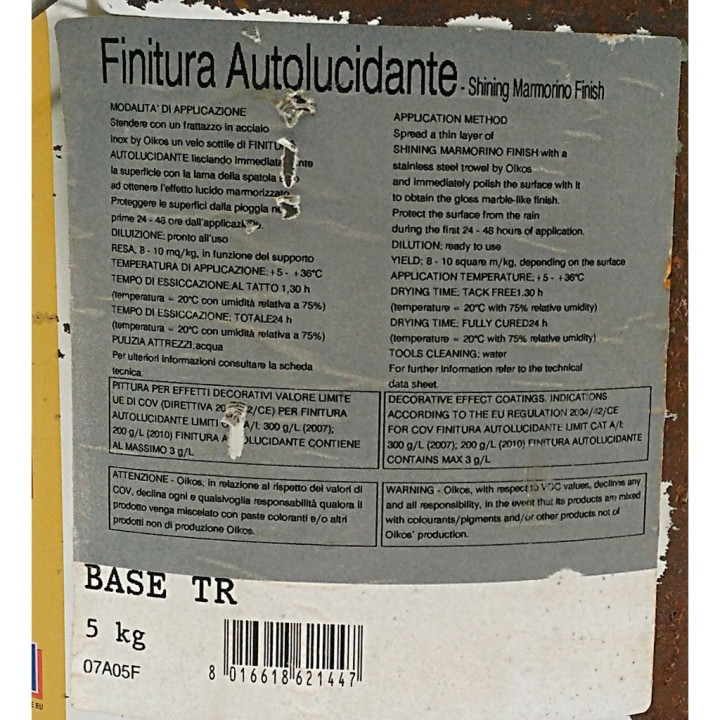 Finitura Autolucidante - Shining Marmorino Finish
MODALITA' DI APPLICAZIONE
Stendere con un frattazzo in acciaio
inox by Oikos un velo sottile di
AUTOLUCIDANTE lisciando
la superficie con la lama della spatola
ad ottenere l'effetto lucido marmorizzato
Proteggere le superfici dalla pioggia
prime 24 - 48 ore
DILUIZIONE: pronto all'uso
RESA, 8 - 10 mq/kg, in funzione del supporto
TEMPERATURA DI APPLICAZIONE; +5 - +36°C
TEMPO DI ESSICCAZIONE:AL TATTO 1,30 h
(temperatura = 20°C con umidità relativa a 75%)
TEMPO DI ESSICCAZIONE; TOTALE24 h
(temperatura = 20°C con umidità relativa a 75%)
PULIZIA ATTREZZI,acqua
Per ulteriori informazioni consultare la scheda
tecnica.
PITTURA PER EFFETTI DECORATIVI VALORE LIMITE
UE DI COV (DIRETTIVA /CE) PER FINITURA
AUTOLUCIDANTE LIMITI A/I: 300 g/L (2007);
200 g/L (2010) FINITURA CONTIENE
AL MASSIMO 3 g/L
ATTENZIONE - Oikos, in relazione al rispetto dei valori di
COV, declina ogni e qualsivoglia responsabilità qualora il
prodotto venga miscelato con paste coloranti e/o altri
prodotti non di produzione Oikos.
APPLICATION METHOD
Spread a thin layer of
SHINING MARMORINO FINISH with a
stainless steel trowel by Oikos
and immediately polish the surface with it
to obtain the gloss marble-like finish.
Protect the surface from the rain
during the first 24 - 48 hours of application.
DILUTION; ready to use
YIELD; 8 - 10 square m/kg, depending on the surface
APPLICATION TEMPERATURE; +5 - +36°C
DRYING TIME; TACK FREE1.30 h
(temperature = 20°C with 75% relative umidity)
DRYING TIME; FULLY CURED24 h
(temperature = 20°C with 75% relative umidity)
TOOLS CLEANING; water
For further information refer to the technical
data sheet
DECORATIVE EFFECT COATINGS. INDICATIONS
ACCORDING TO THE EU REGULATION 2004/42/CE
FOR COV FINITURA AUTOLUCIDANTE LIMIT CAT A/I:
300 g/L (2007); 200 g/L (2010) FINITURA AUTOLUCIDANTE
CONTAINS MAX 3 g/L
WARNING - Oikos, with respect to VOC values, declines any
and all responsibility, in the event that its products are mixed
with colourants/pigments and/or other products not of
Oikos' production.
BASE TR
5 kg
07A05F
8 016618 621447